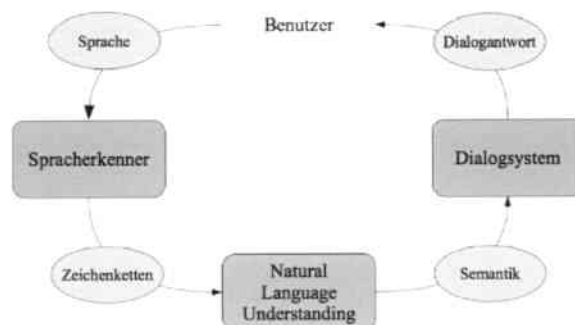 Sprache
Benutzer
Dialogantwort
Spracherkenner
Dialogsystem
Zeichenketten
Natural
Language
Understanding
Semantik